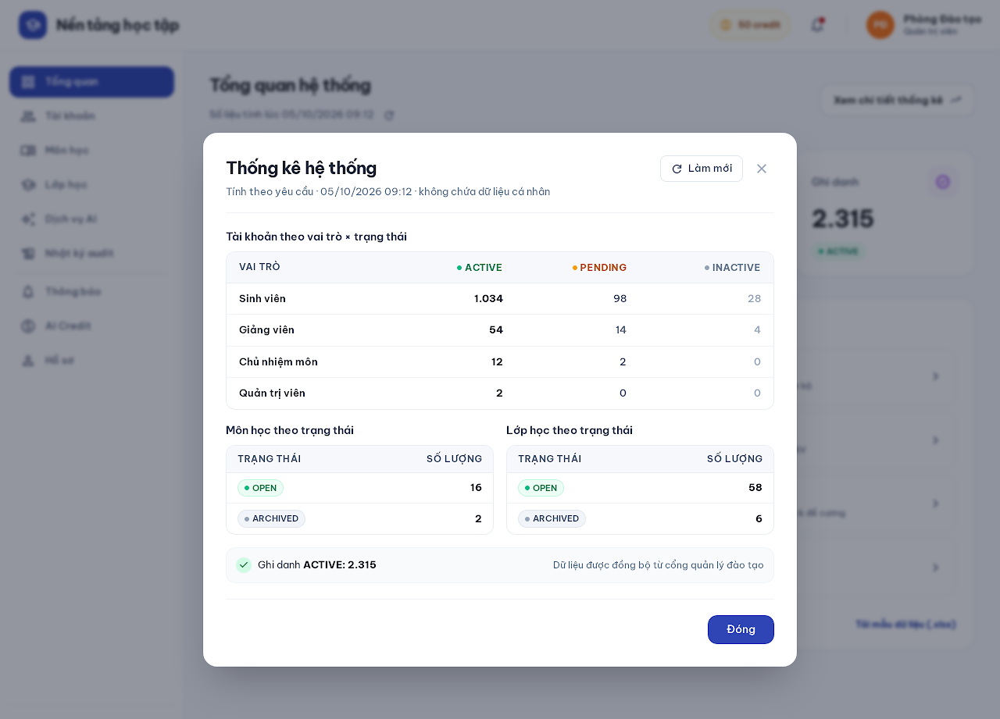 Nền tảng học tập
50 credit
PĐ
Phòng Đào tạo
Quản trị viên
Tổng quan
Tài khoản
Môn học
Lớp học
Dịch vụ AI
Nhật ký audit
Thông báo
AI Credit
Hồ sơ
Tổng quan hệ thống
Số liệu tính lúc 05/10/2026 09:12
Xem chi tiết thống kê
Ghi danh
2.315
ACTIVE
Thống kê hệ thống
Làm mới
Tính theo yêu cầu · 05/10/2026 09:12 · không chứa dữ liệu cá nhân
Tài khoản theo vai trò × trạng thái
VAI TRÒ ACTIVE PENDING INACTIVE
Sinh viên 1.034 98 28
Giảng viên 54 14 4
Chủ nhiệm môn 12 2 0
Quản trị viên 2 0 0
Môn học theo trạng thái
TRẠNG THÁI SỐ LƯỢNG
OPEN 16
ARCHIVED 2
Lớp học theo trạng thái
TRẠNG THÁI SỐ LƯỢNG
OPEN 58
ARCHIVED 6
Ghi danh ACTIVE: 2.315
Dữ liệu được đồng bộ từ cổng quản lý đào tạo
Đóng
& đề cương
Tải mẫu dữ liệu (.xlsx)